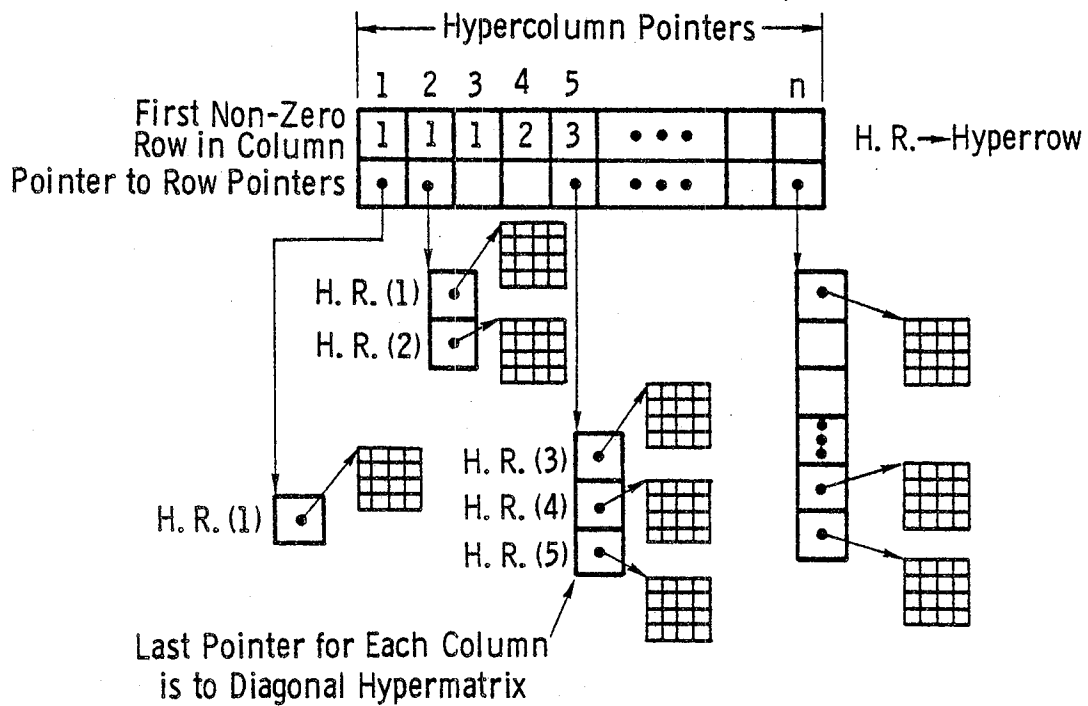 Hypercolumn Pointers
1 2 3 4 5 n
First Non-Zero
Row in Column
1 1 1 2 3 •••
H. R.→Hyperrow
Pointer to Row Pointers
•••
H. R. (1)
H. R. (2)
H. R. (3)
H. R. (4)
H. R. (5)
H. R. (1)
Last Pointer for Each Column
is to Diagonal Hypermatrix